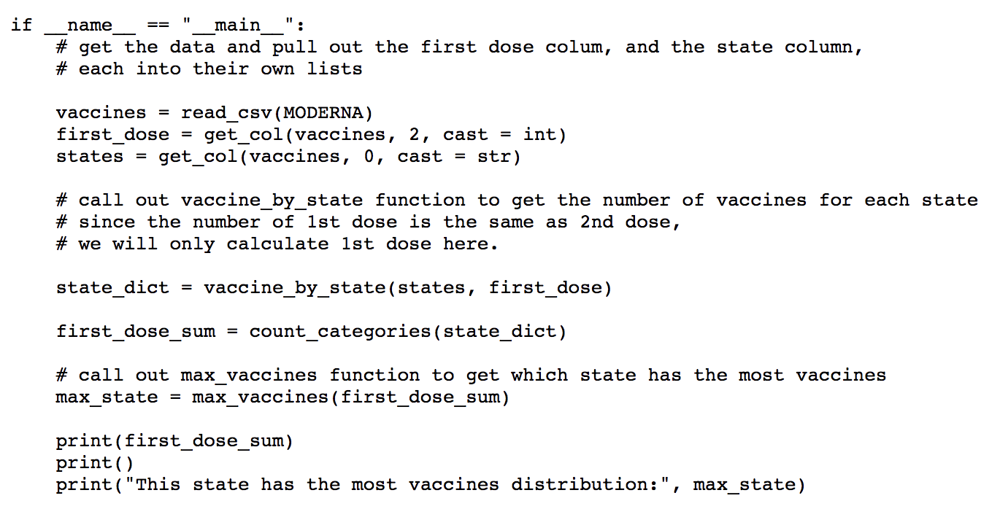 if __name__ == "__main__":
    # get the data and pull out the first dose colum, and the state column,
    # each into their own lists

    vaccines = read_csv(MODERNA)
    first_dose = get_col(vaccines, 2, cast = int)
    states = get_col(vaccines, 0, cast = str)

    # call out vaccine_by_state function to get the number of vaccines for each state
    # since the number of 1st dose is the same as 2nd dose,
    # we will only calculate 1st dose here.

    state_dict = vaccine_by_state(states, first_dose)

    first_dose_sum = count_categories(state_dict)

    # call out max_vaccines function to get which state has the most vaccines
    max_state = max_vaccines(first_dose_sum)

    print(first_dose_sum)
    print()
    print("This state has the most vaccines distribution:", max_state)